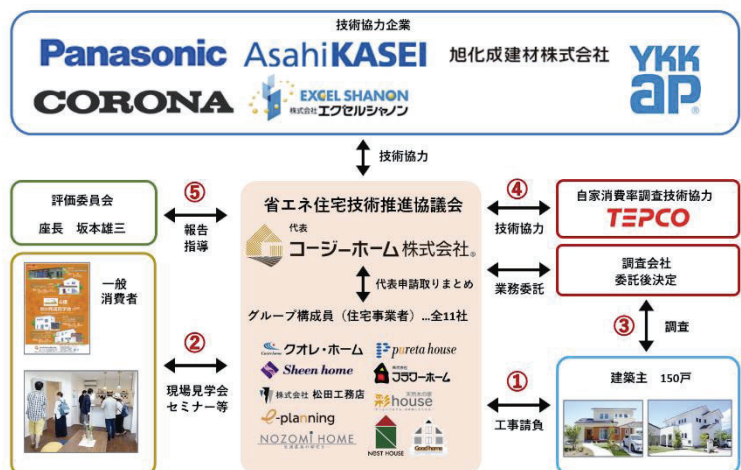 技術協力企業
Panasonic
AsahiKASEI
旭化成建材株式会社
YKK
ap®
CORONA
EXCEL SHANON
株式会社エクセルシャノン
技術協力
評価委員会
座長 坂本雄三
⑤
報告
指導
省エネ住宅技術推進協議会
代表
コージーホーム株式会社®
代表申請取りまとめ
グループ構成員（住宅事業者）…全11社
クオレ・ホーム
pureta house
Sheen home
株式会社
フラワーホーム
株式会社 松田工務店
彩house
e-planning
NOZOMI HOME
NEST HOUSE
Good home
④
技術協力
自家消費率調査技術協力
TEPCO
業務委託
調査会社
委託後決定
③
調査
一般
消費者
②
現場見学会
セミナー等
①
工事請負
建築主 150戸